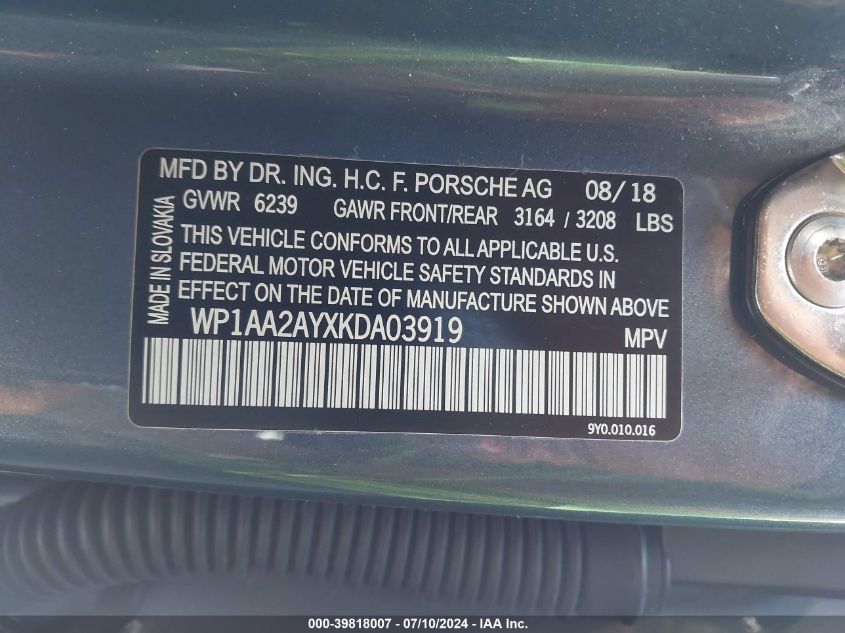 MFD BY DR. ING. H.C. F. PORSCHE AG 08/18
GVWR 6239 GAWR FRONT/REAR 3164 / 3208 LBS
THIS VEHICLE CONFORMS TO ALL APPLICABLE U.S.
FEDERAL MOTOR VEHICLE SAFETY STANDARDS IN
EFFECT ON THE DATE OF MANUFACTURE SHOWN ABOVE
MADE IN SLOVAKIA
WP1AA2AYXKDA03919 MPV
9Y0.010.016
000-39818007 / 07/10/2024 / IAA Inc.